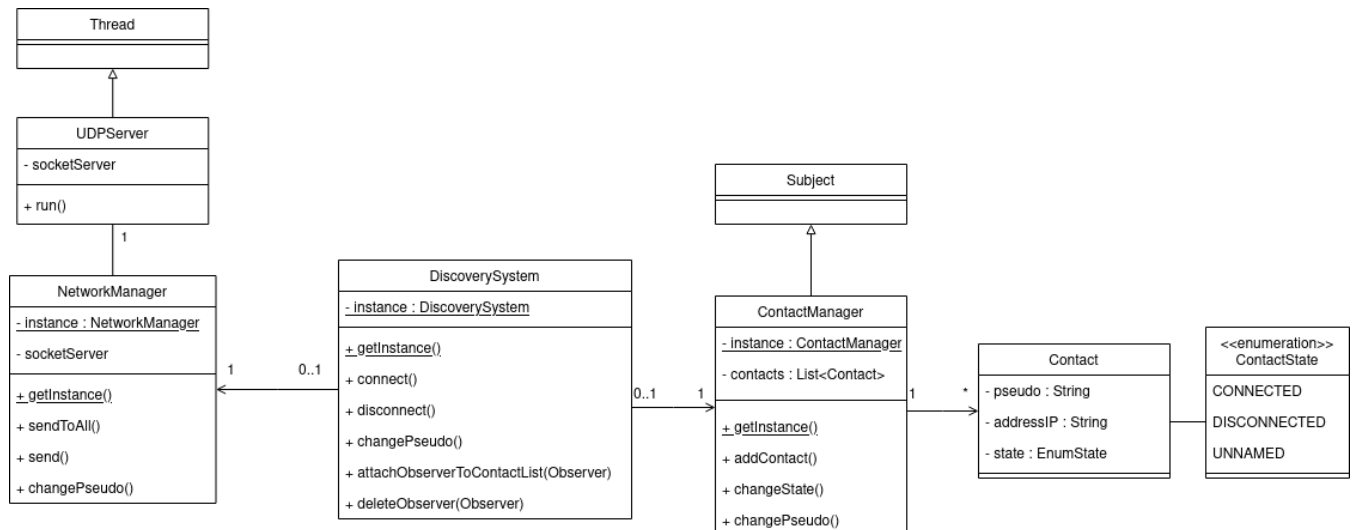 Thread
UDPServer
- socketServer
+ run()
1
NetworkManager
- instance : NetworkManager
- socketServer
+ getInstance()
+ sendToAll()
+ send()
+ changePseudo()
1
0..1
DiscoverySystem
- instance : DiscoverySystem
+ getInstance()
+ connect()
+ disconnect()
+ changePseudo()
+ attachObserverToContactList(Observer)
+ deleteObserver(Observer)
0..1
1
Subject
ContactManager
- instance : ContactManager
- contacts : List<Contact>
+ getInstance()
+ addContact()
+ changeState()
+ changePseudo()
1
*
Contact
- pseudo : String
- addressIP : String
- state : EnumState
<<enumeration>>
ContactState
CONNECTED
DISCONNECTED
UNNAMED